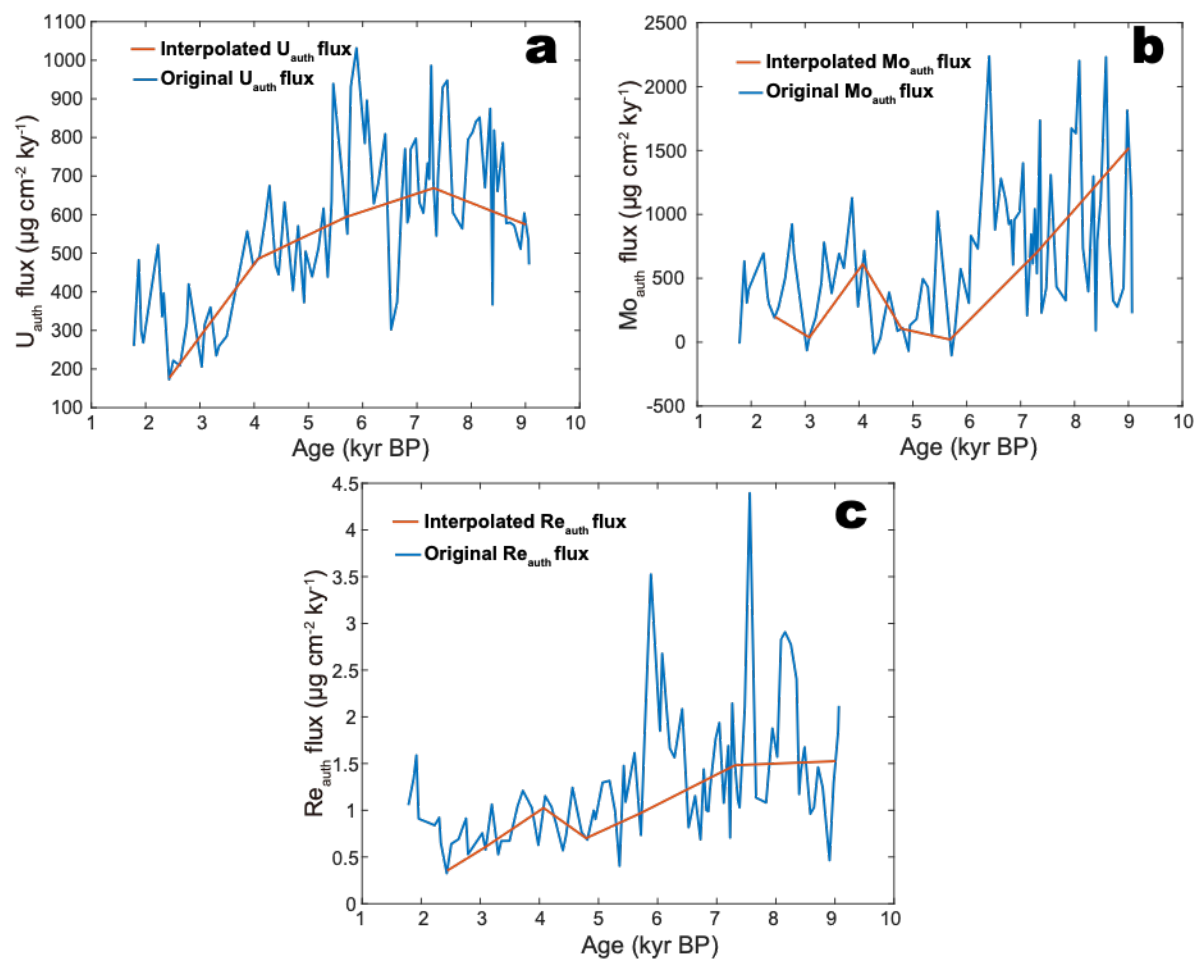 a
Interpolated Uauth flux
Original Uauth flux
1100
1000
900
800
700
600
500
400
300
200
100
Uauth flux (µg cm-2 ky-1)
1 2 3 4 5 6 7 8 9 10
Age (kyr BP)
b
Interpolated Moauth flux
Original Moauth flux
2500
2000
1500
1000
500
0
-500
Moauth flux (µg cm-2 ky-1)
1 2 3 4 5 6 7 8 9 10
Age (kyr BP)
c
Interpolated Reauth flux
Original Reauth flux
4.5
4
3.5
3
2.5
2
1.5
1
0.5
0
Reauth flux (µg cm-2 ky-1)
1 2 3 4 5 6 7 8 9 10
Age (kyr BP)